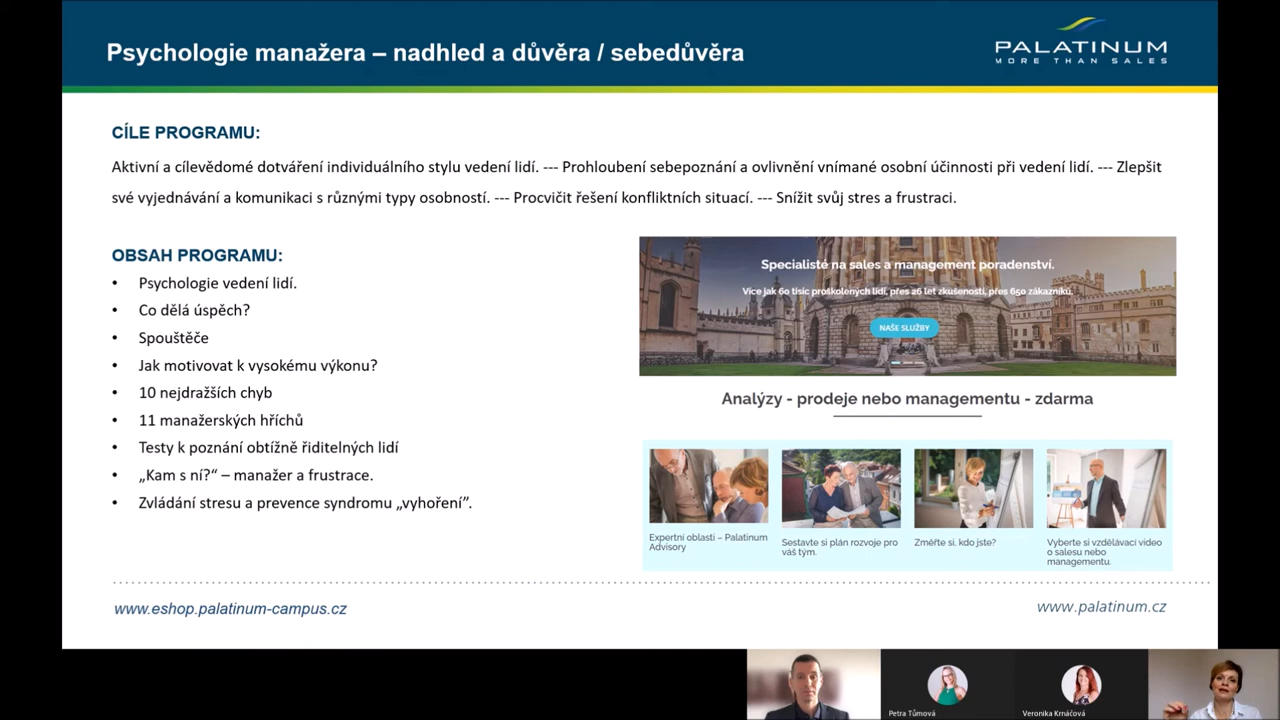 Psychologie manažera – nadhled a důvěra / sebedůvěra
PALATINUM
MORE THAN SALES
CÍLE PROGRAMU:
Aktivní a cílevědomé dotváření individuálního stylu vedení lidí. --- Prohloubení sebepoznání a ovlivnění vnímané osobní účinnosti při vedení lidí. --- Zlepšit
své vyjednávání a komunikaci s různými typy osobností. --- Procvičit řešení konfliktních situací. --- Snížit svůj stres a frustraci.
OBSAH PROGRAMU:
• Psychologie vedení lidí.
• Co dělá úspěch?
• Spouštěče
• Jak motivovat k vysokému výkonu?
• 10 nejdražších chyb
• 11 manažerských hříchů
• Testy k poznání obtížně řiditelných lidí
• „Kam s ní?“ – manažer a frustrace.
• Zvládání stresu a prevence syndromu „vyhoření”.
Specialisté na sales a management poradenství.
Více jak 60 tisíc proškolených lidí, přes 26 let zkušeností, přes 650 zákazníků.
NAŠE SLUŽBY
Analýzy - prodeje nebo managementu - zdarma
Expertní oblasti – Palatinum
Advisory
Sestavte si plán rozvoje pro
váš tým.
Změřte si, kdo jste?
Vyberte si vzdělávací video
o salesu nebo
managementu.
www.eshop.palatinum-campus.cz
www.palatinum.cz
Petra Tůmová
Veronika Krnáčová